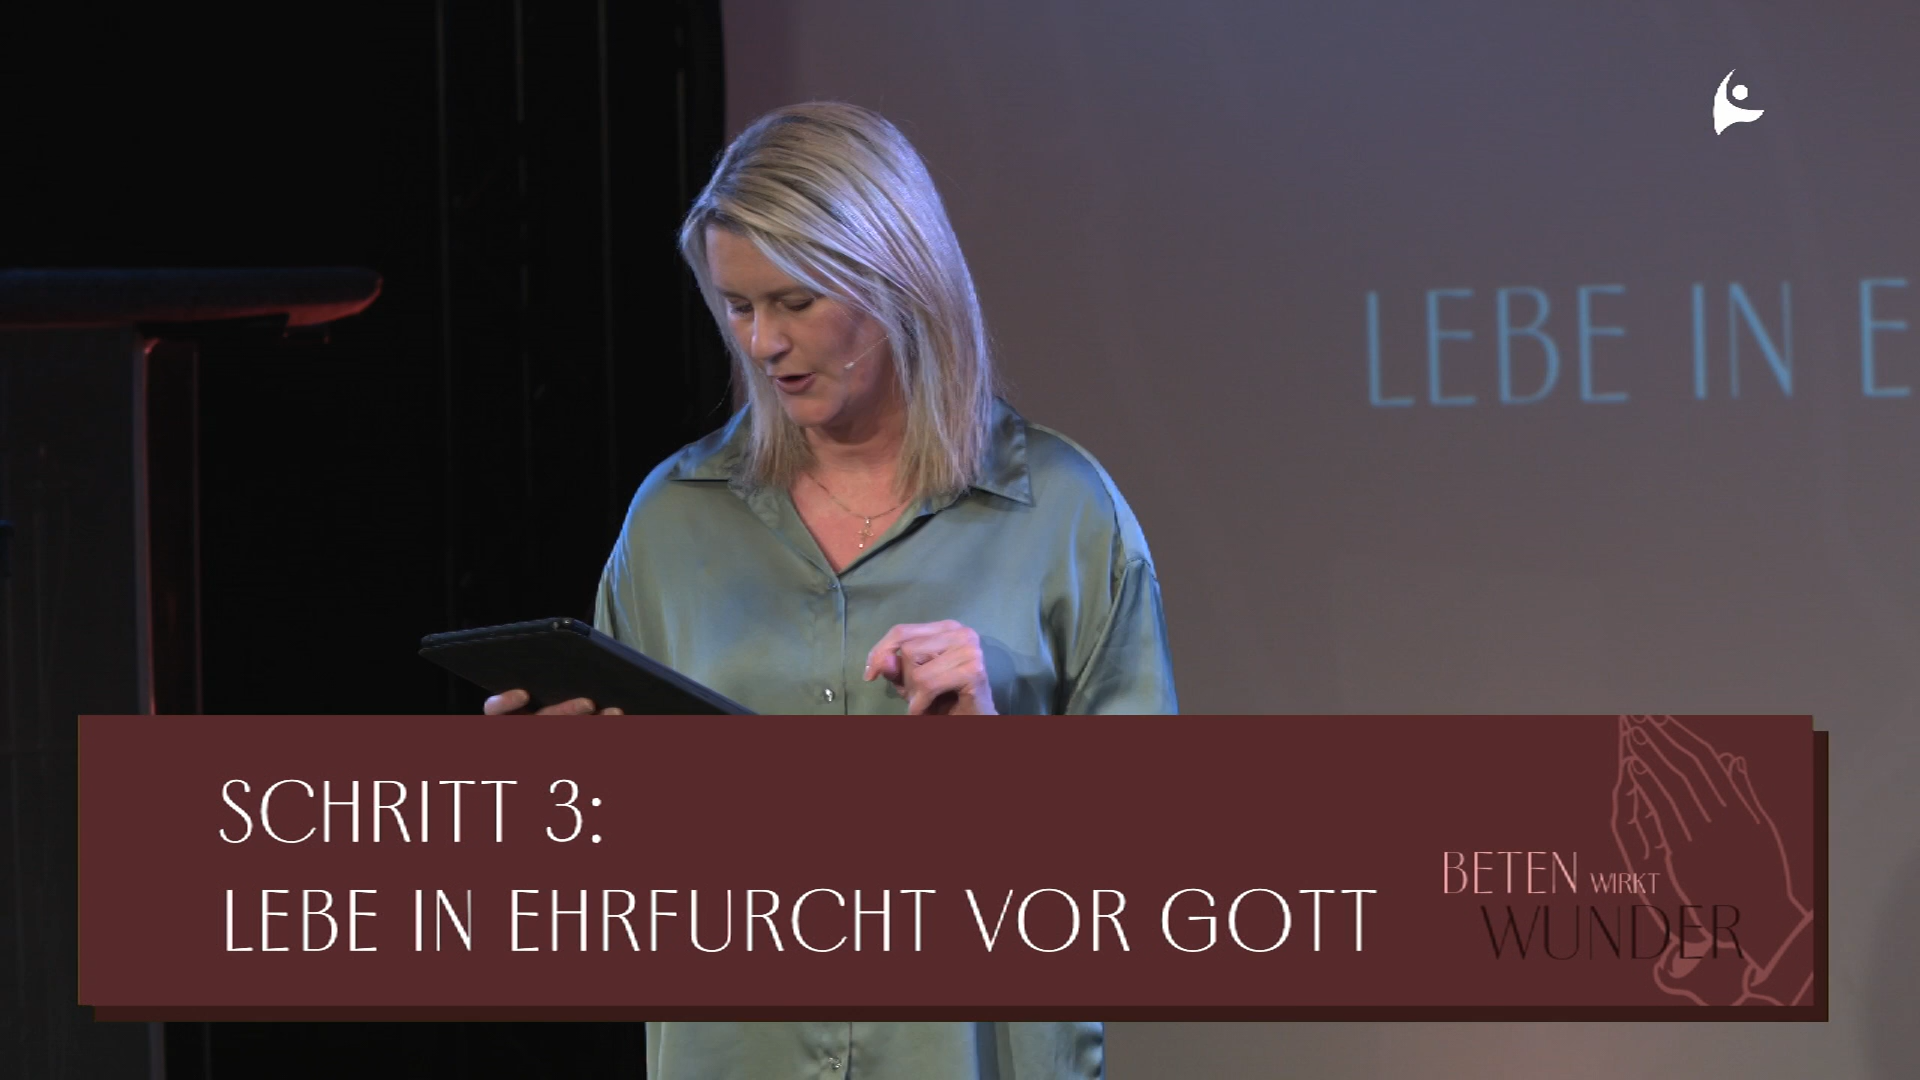 LEBE IN E
SCHRITT 3:
LEBE IN EHRFURCHT VOR GOTT
BETEN WIRKT
WUNDER